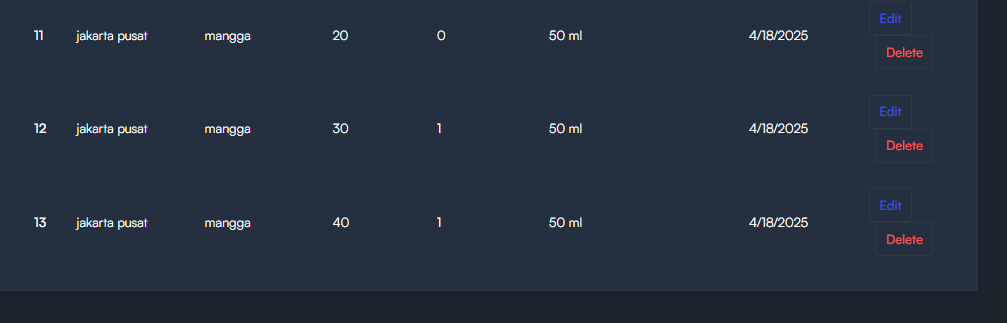 Edit
11 jakarta pusat mangga 20 0 50 ml 4/18/2025
Delete
Edit
12 jakarta pusat mangga 30 1 50 ml 4/18/2025
Delete
Edit
13 jakarta pusat mangga 40 1 50 ml 4/18/2025
Delete